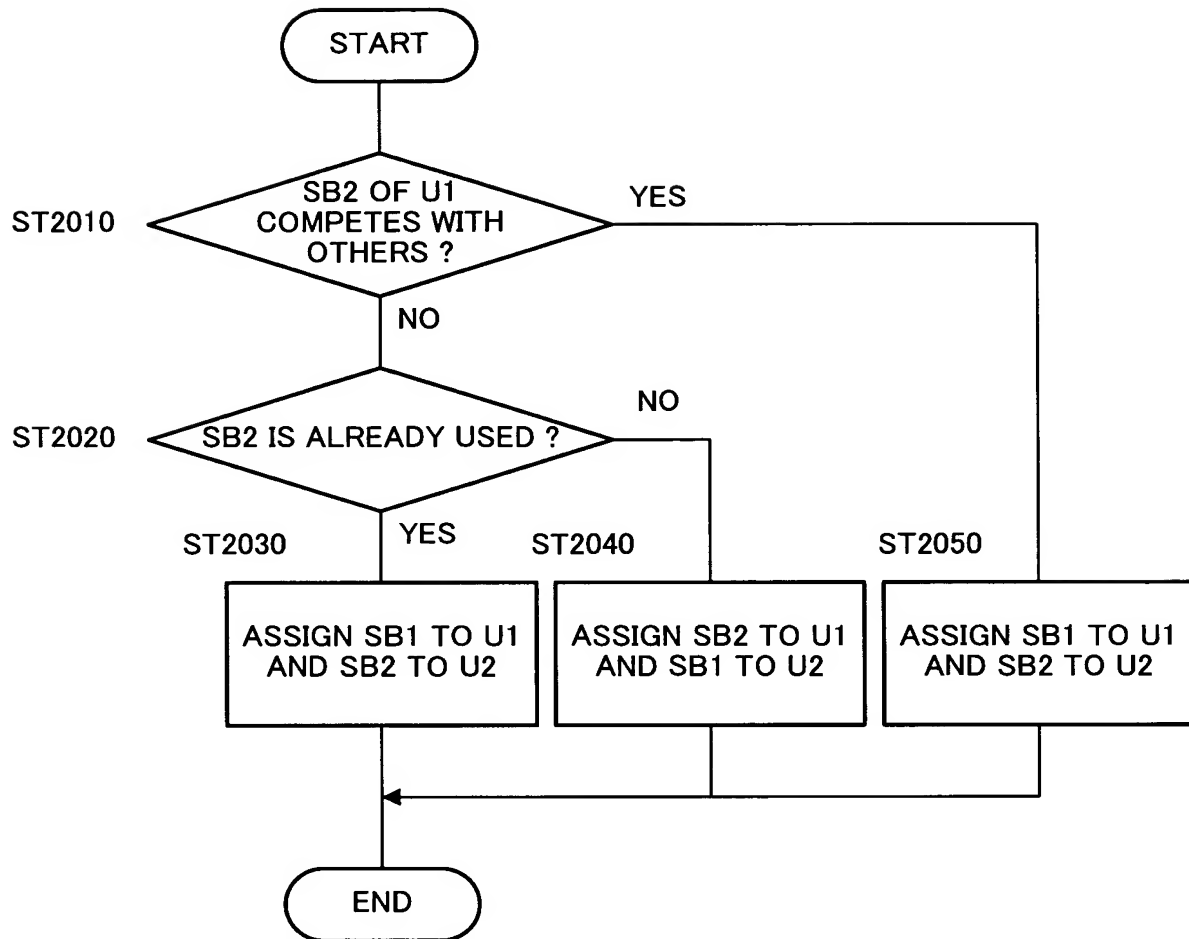 START
SB2 OF U1
COMPETES WITH
OTHERS ?
ST2010
YES
NO
ST2020
SB2 IS ALREADY USED ?
NO
YES
ST2030
ST2040
ST2050
ASSIGN SB1 TO U1
AND SB2 TO U2
ASSIGN SB2 TO U1
AND SB1 TO U2
ASSIGN SB1 TO U1
AND SB2 TO U2
END